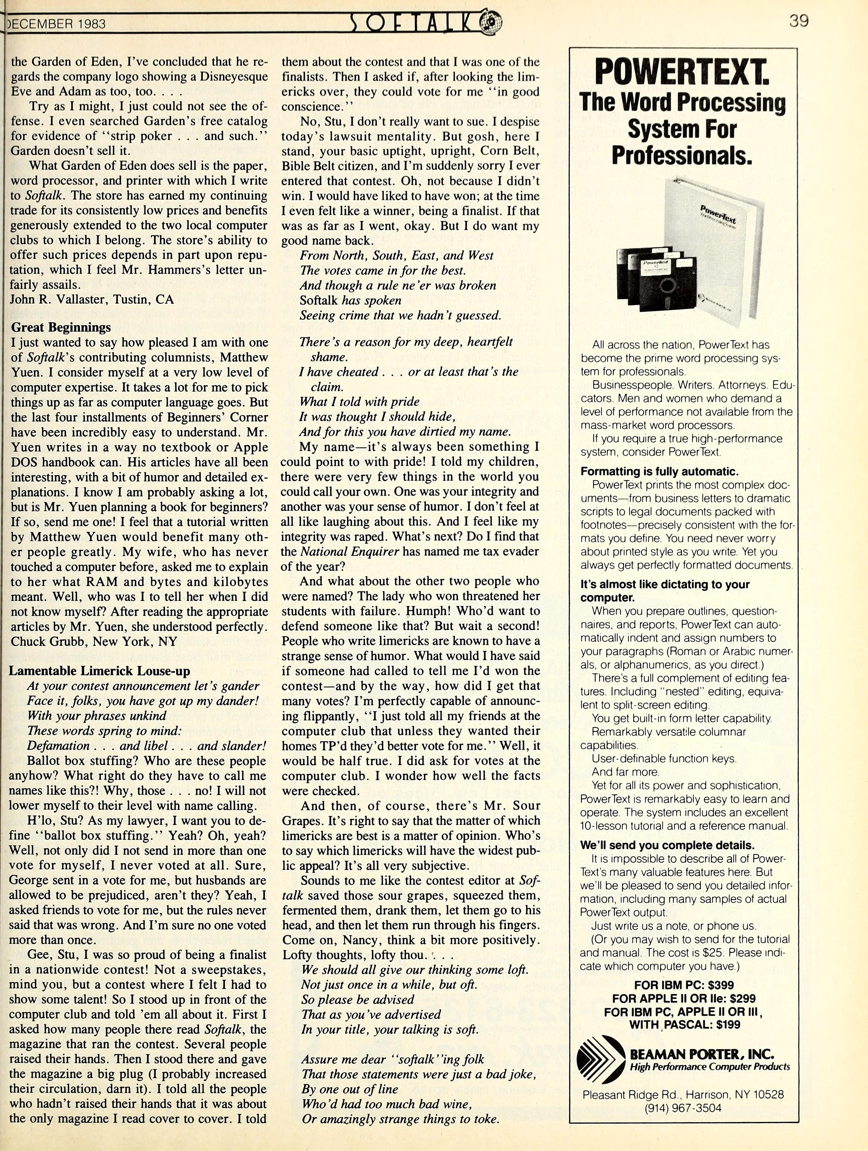 DECEMBER 1983
SOFTALK
39
the Garden of Eden, I've concluded that he re-
gards the company logo showing a Disneyesque
Eve and Adam as too, too. . . .
Try as I might, I just could not see the of-
fense. I even searched Garden's free catalog
for evidence of "strip poker . . . and such."
Garden doesn't sell it.
What Garden of Eden does sell is the paper,
word processor, and printer with which I write
to Softalk. The store has earned my continuing
trade for its consistently low prices and benefits
generously extended to the two local computer
clubs to which I belong. The store's ability to
offer such prices depends in part upon repu-
tation, which I feel Mr. Hammers's letter un-
fairly assails.
John R. Vallaster, Tustin, CA
Great Beginnings
I just wanted to say how pleased I am with one
of Softalk's contributing columnists, Matthew
Yuen. I consider myself at a very low level of
computer expertise. It takes a lot for me to pick
things up as far as computer language goes. But
the last four installments of Beginners' Corner
have been incredibly easy to understand. Mr.
Yuen writes in a way no textbook or Apple
DOS handbook can. His articles have all been
interesting, with a bit of humor and detailed ex-
planations. I know I am probably asking a lot,
but is Mr. Yuen planning a book for beginners?
If so, send me one! I feel that a tutorial written
by Matthew Yuen would benefit many oth-
er people greatly. My wife, who has never
touched a computer before, asked me to explain
to her what RAM and bytes and kilobytes
meant. Well, who was I to tell her when I did
not know myself? After reading the appropriate
articles by Mr. Yuen, she understood perfectly.
Chuck Grubb, New York, NY
Lamentable Limerick Louse-up
At your contest announcement let's gander
Face it, folks, you have got up my dander!
With your phrases unkind
These words spring to mind:
Defamation . . . and libel . . . and slander!
Ballot box stuffing? Who are these people
anyhow? What right do they have to call me
names like this?! Why, those . . . no! I will not
lower myself to their level with name calling.
H'lo, Stu? As my lawyer, I want you to de-
fine "ballot box stuffing." Yeah? Oh, yeah?
Well, not only did I not send in more than one
vote for myself, I never voted at all. Sure,
George sent in a vote for me, but husbands are
allowed to be prejudiced, aren't they? Yeah, I
asked friends to vote for me, but the rules never
said that was wrong. And I'm sure no one voted
more than once.
Gee, Stu, I was so proud of being a finalist
in a nationwide contest! Not a sweepstakes,
mind you, but a contest where I felt I had to
show some talent! So I stood up in front of the
computer club and told 'em all about it. First I
asked how many people there read Softalk, the
magazine that ran the contest. Several people
raised their hands. Then I stood there and gave
the magazine a big plug (I probably increased
their circulation, darn it). I told all the people
who hadn't raised their hands that it was about
the only magazine I read cover to cover. I told
them about the contest and that I was one of the
finalists. Then I asked if, after looking the lim-
ericks over, they could vote for me "in good
conscience."
No, Stu, I don't really want to sue. I despise
today's lawsuit mentality. But gosh, here I
stand, your basic uptight, upright, Corn Belt,
Bible Belt citizen, and I'm suddenly sorry I ever
entered that contest. Oh, not because I didn't
win. I would have liked to have won; at the time
I even felt like a winner, being a finalist. If that
was as far as I went, okay. But I do want my
good name back.
From North, South, East, and West
The votes came in for the best.
And though a rule ne'er was broken
Softalk has spoken
Seeing crime that we hadn't guessed.
There's a reason for my deep, heartfelt
shame.
I have cheated . . . or at least that's the
claim.
What I told with pride
It was thought I should hide,
And for this you have dirtied my name.
My name—it's always been something I
could point to with pride! I told my children,
there were very few things in the world you
could call your own. One was your integrity and
another was your sense of humor. I don't feel at
all like laughing about this. And I feel like my
integrity was raped. What's next? Do I find that
the National Enquirer has named me tax evader
of the year?
And what about the other two people who
were named? The lady who won threatened her
students with failure. Humph! Who'd want to
defend someone like that? But wait a second!
People who write limericks are known to have a
strange sense of humor. What would I have said
if someone had called to tell me I'd won the
contest—and by the way, how did I get that
many votes? I'm perfectly capable of announc-
ing flippantly, "I just told all my friends at the
computer club that unless they wanted their
homes TP'd they'd better vote for me." Well, it
would be half true. I did ask for votes at the
computer club. I wonder how well the facts
were checked.
And then, of course, there's Mr. Sour
Grapes. It's right to say that the matter of which
limericks are best is a matter of opinion. Who's
to say which limericks will have the widest pub-
lic appeal? It's all very subjective.
Sounds to me like the contest editor at Sof-
talk saved those sour grapes, squeezed them,
fermented them, drank them, let them go to his
head, and then let them run through his fingers.
Come on, Nancy, think a bit more positively.
Lofty thoughts, lofty thou. . . .
We should all give our thinking some loft.
Not just once in a while, but oft.
So please be advised
That as you've advertised
In your title, your talking is soft.
Assure me dear "softalk"ing folk
That those statements were just a bad joke,
By one out of line
Who'd had too much bad wine,
Or amazingly strange things to toke.
POWERTEXT.
The Word Processing
System For
Professionals.
PowerText
PowerText
All across the nation, PowerText has
become the prime word processing sys-
tem for professionals.
Businesspeople. Writers. Attorneys. Edu-
cators. Men and women who demand a
level of performance not available from the
mass-market word processors.
If you require a true high-performance
system, consider PowerText.
Formatting is fully automatic.
PowerText prints the most complex doc-
uments—from business letters to dramatic
scripts to legal documents packed with
footnotes—precisely consistent with the for-
mats you define. You need never worry
about printed style as you write. Yet you
always get perfectly formatted documents.
It's almost like dictating to your
computer.
When you prepare outlines, question-
naires, and reports, PowerText can auto-
matically indent and assign numbers to
your paragraphs (Roman or Arabic numer-
als, or alphanumerics, as you direct.)
There's a full complement of editing fea-
tures. Including "nested" editing, equiva-
lent to split-screen editing.
You get built-in form letter capability.
Remarkably versatile columnar
capabilities.
User-definable function keys.
And far more.
Yet for all its power and sophistication,
PowerText is remarkably easy to learn and
operate. The system includes an excellent
10-lesson tutorial and a reference manual.
We'll send you complete details.
It is impossible to describe all of Power-
Text's many valuable features here. But
we'll be pleased to send you detailed infor-
mation, including many samples of actual
PowerText output.
Just write us a note, or phone us.
(Or you may wish to send for the tutorial
and manual. The cost is $25. Please indi-
cate which computer you have.)
FOR IBM PC: $399
FOR APPLE II OR IIe: $299
FOR IBM PC, APPLE II OR III,
WITH PASCAL: $199
BEAMAN PORTER, INC.
High Performance Computer Products
Pleasant Ridge Rd., Harrison, NY 10528
(914) 967-3504